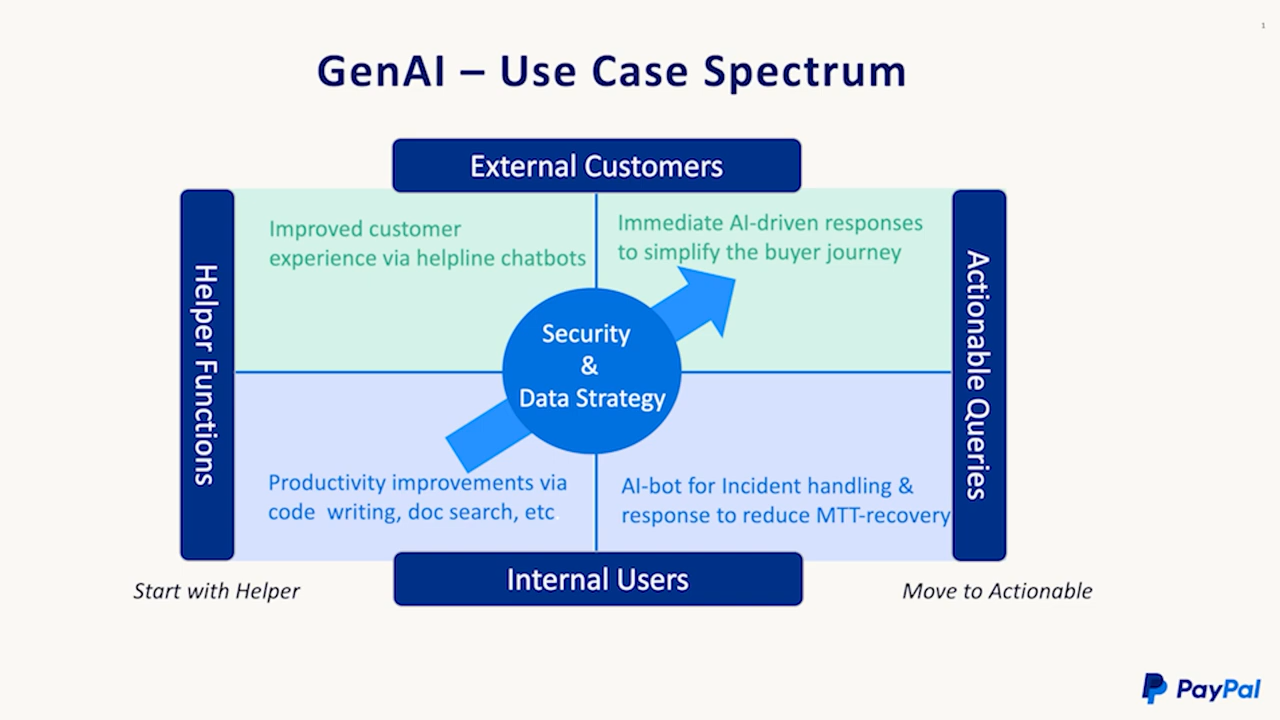 1
GenAI – Use Case Spectrum
External Customers
Helper Functions
Improved customer
experience via helpline chatbots
Immediate AI-driven responses
to simplify the buyer journey
Actionable Queries
Security
&
Data Strategy
Productivity improvements via
code writing, doc search, etc.
AI-bot for Incident handling &
response to reduce MTT-recovery
Internal Users
Start with Helper
Move to Actionable
PayPal